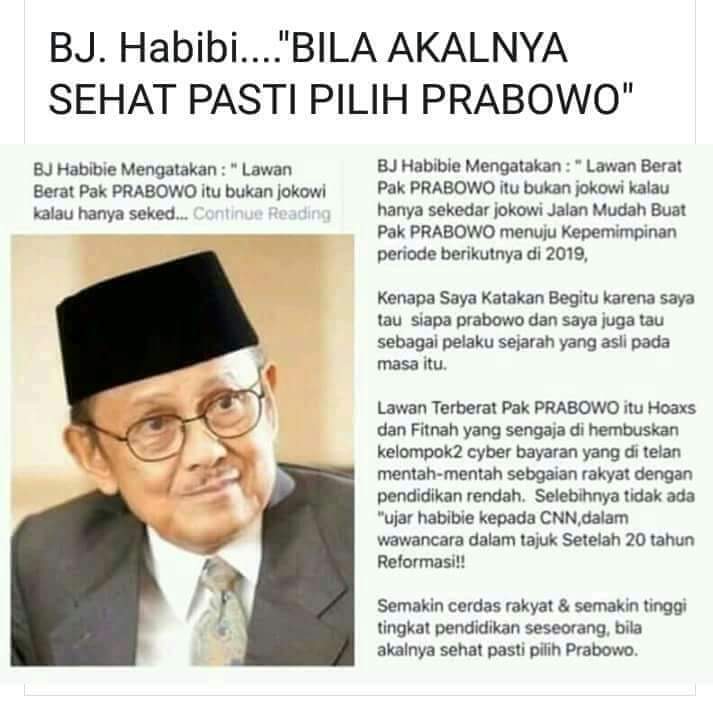 BJ. Habibi...."BILA AKALNYA
SEHAT PASTI PILIH PRABOWO"
BJ Habibie Mengatakan : " Lawan
Berat Pak PRABOWO itu bukan jokowi
kalau hanya seked... Continue Reading
BJ Habibie Mengatakan : " Lawan Berat
Pak PRABOWO itu bukan jokowi kalau
hanya sekedar jokowi Jalan Mudah Buat
Pak PRABOWO menuju Kepemimpinan
periode berikutnya di 2019,
Kenapa Saya Katakan Begitu karena saya
tau siapa prabowo dan saya juga tau
sebagai pelaku sejarah yang asli pada
masa itu.
Lawan Terberat Pak PRABOWO itu Hoaxs
dan Fitnah yang sengaja di hembuskan
kelompok2 cyber bayaran yang di telan
mentah-mentah sebgaian rakyat dengan
pendidikan rendah. Selebihnya tidak ada
"ujar habibie kepada CNN,dalam
wawancara dalam tajuk Setelah 20 tahun
Reformasi!!
Semakin cerdas rakyat & semakin tinggi
tingkat pendidikan seseorang, bila
akalnya sehat pasti pilih Prabowo.